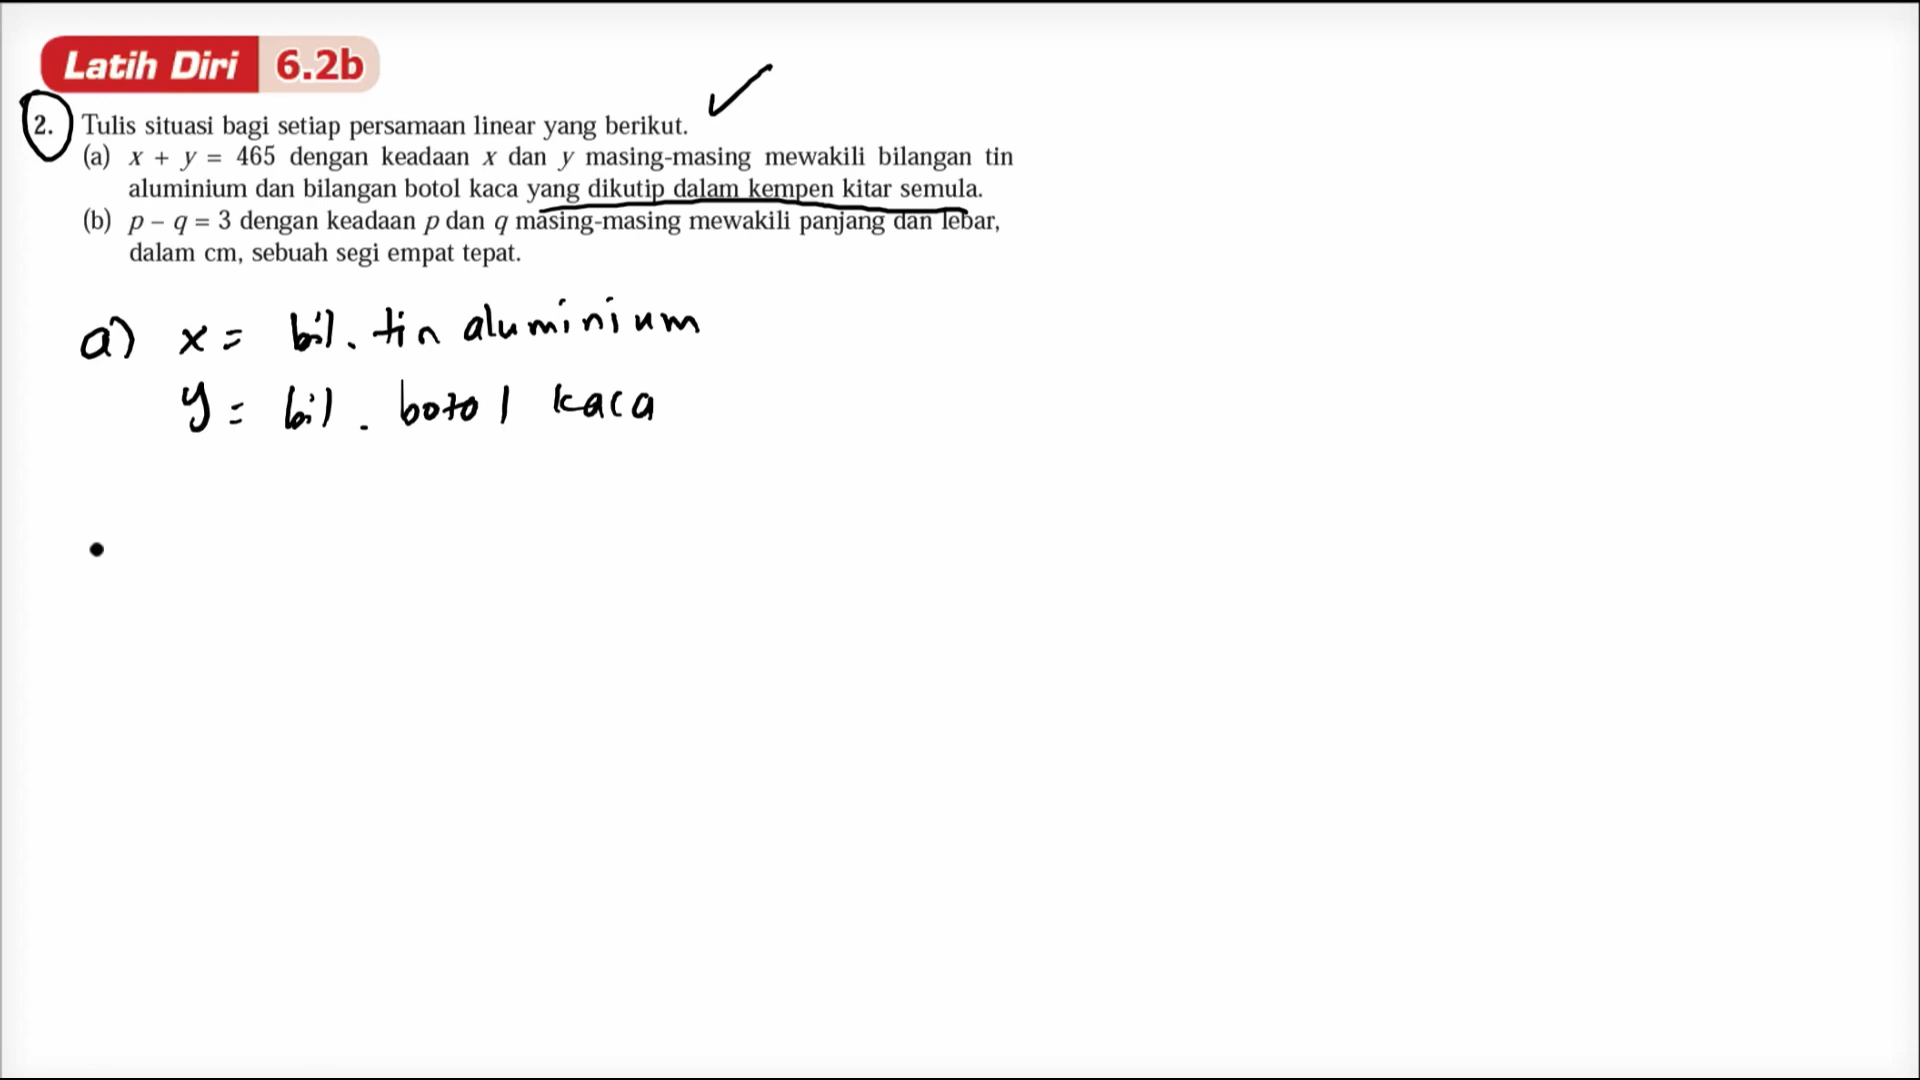 Latih Diri 6.2b
2. Tulis situasi bagi setiap persamaan linear yang berikut.
(a) x + y = 465 dengan keadaan x dan y masing-masing mewakili bilangan tin
aluminium dan bilangan botol kaca yang dikutip dalam kempen kitar semula.
(b) p – q = 3 dengan keadaan p dan q masing-masing mewakili panjang dan lebar,
dalam cm, sebuah segi empat tepat.
a) x = bil. tin aluminium
y = bil. botol kaca